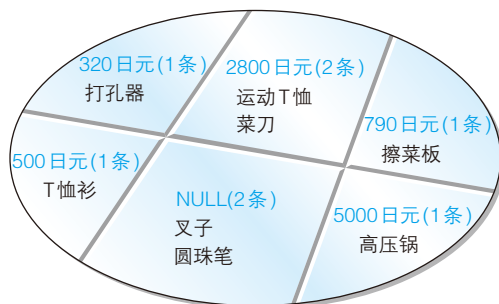 320日元(1条)
打孔器
2800日元(2条)
运动T恤
菜刀
790日元(1条)
擦菜板
500日元(1条)
T恤衫
NULL(2条)
叉子
圆珠笔
5000日元(1条)
高压锅